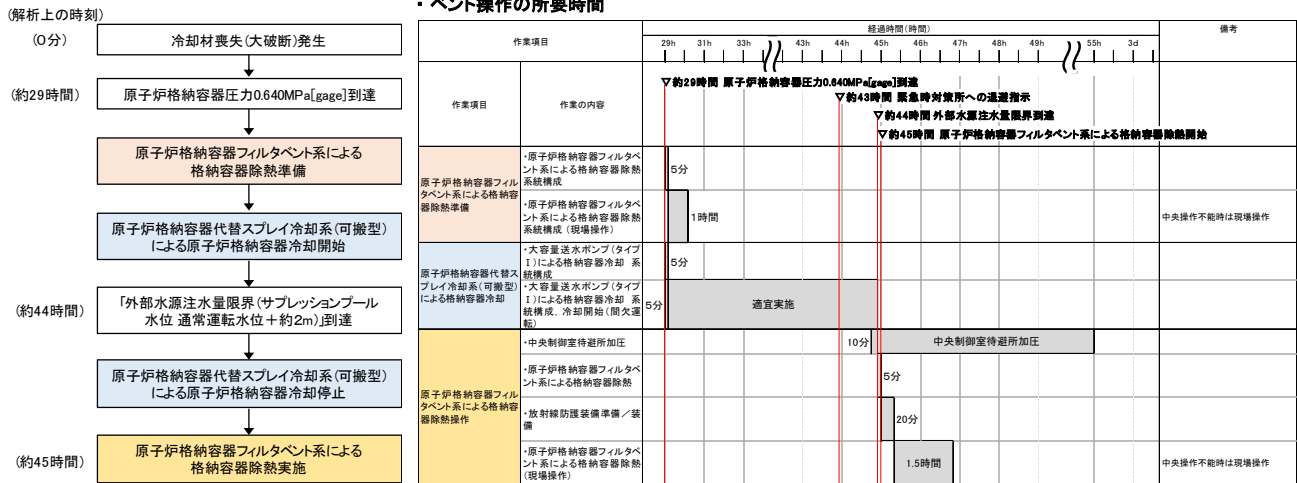 ・ベント操作の所要時間
(解析上の時刻)
(0分)
冷却材喪失(大破断)発生
(約29時間)
原子炉格納容器圧力0.640MPa[gage]到達
原子炉格納容器フィルタベント系による
格納容器除熱準備
原子炉格納容器代替スプレイ冷却系(可搬型)
による原子炉格納容器冷却開始
(約44時間)
「外部水源注水量限界(サプレッションプール
水位 通常運転水位+約2m)」到達
原子炉格納容器代替スプレイ冷却系(可搬型)
による原子炉格納容器冷却停止
(約45時間)
原子炉格納容器フィルタベント系による
格納容器除熱実施
作業項目
経過時間(時間)
備考
29h 31h 33h 43h 44h 45h 46h 47h 48h 49h 55h 3d
作業項目
作業の内容
▽約29時間 原子炉格納容器圧力0.640MPa[gage]到達
▽約43時間 緊急時対策所への退避指示
▽約44時間 外部水源注水量限界到達
▽約45時間 原子炉格納容器フィルタベント系による格納容器除熱開始
原子炉格納容器フィル
タベント系による格納容
器除熱準備
・原子炉格納容器フィルタベ
ント系による格納容器除熱
系統構成
5分
・原子炉格納容器フィルタベ
ント系による格納容器除熱
系統構成(現場操作)
1時間
中央操作不能時は現場操作
原子炉格納容器代替ス
プレイ冷却系(可搬型)
による格納容器冷却
・大容量送水ポンプ(タイプ
Ⅰ)による格納容器冷却 系
統構成
5分
・大容量送水ポンプ(タイプ
Ⅰ)による格納容器冷却 系
統構成,冷却開始(間欠運
転)
5分
適宜実施
原子炉格納容器フィル
タベント系による格納容
器除熱操作
・中央制御室待避所加圧
10分
中央制御室待避所加圧
・原子炉格納容器フィルタベ
ント系による格納容器除熱
5分
・放射線防護装備準備/装
備
20分
・原子炉格納容器フィルタベ
ント系による格納容器除熱
(現場操作)
1.5時間
中央操作不能時は現場操作